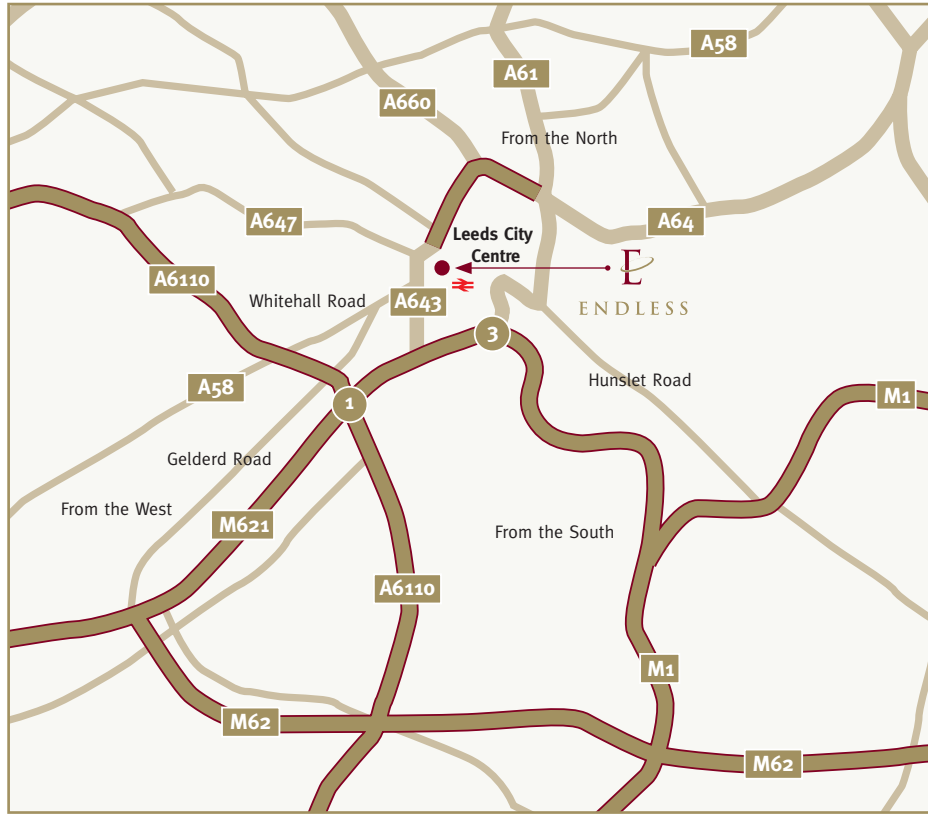 A58
A61
A660
From the North
A647
A64
Leeds City
Centre
A6110
E
ENDLESS
Whitehall Road
A643
3
Hunslet Road
A58
M1
1
Gelderd Road
From the West
M621
From the South
A6110
M1
M62
M62